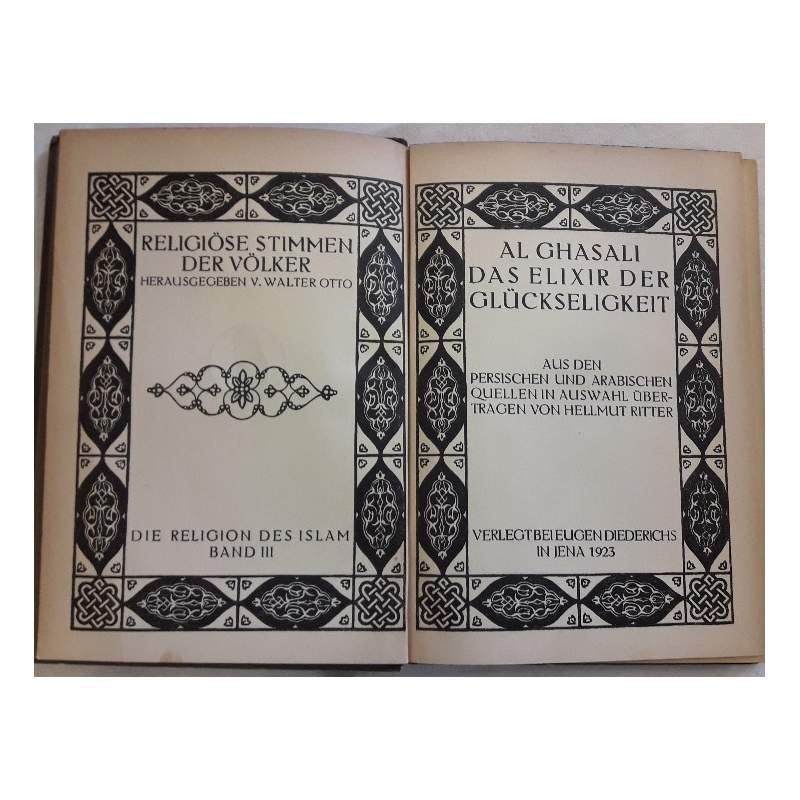 RELIGIÖSE STIMMEN
DER VÖLKER
HERAUSGEGEBEN V. WALTER OTTO
DIE RELIGION DES ISLAM
BAND III
AL GHASALI
DAS ELIXIR DER
GLÜCKSELIGKEIT
AUS DEN
PERSISCHEN UND ARABISCHEN
QUELLEN IN AUSWAHL ÜBER-
TRAGEN VON HELLMUT RITTER
VERLEGT BEI EUGEN DIEDERICHS
IN JENA 1923